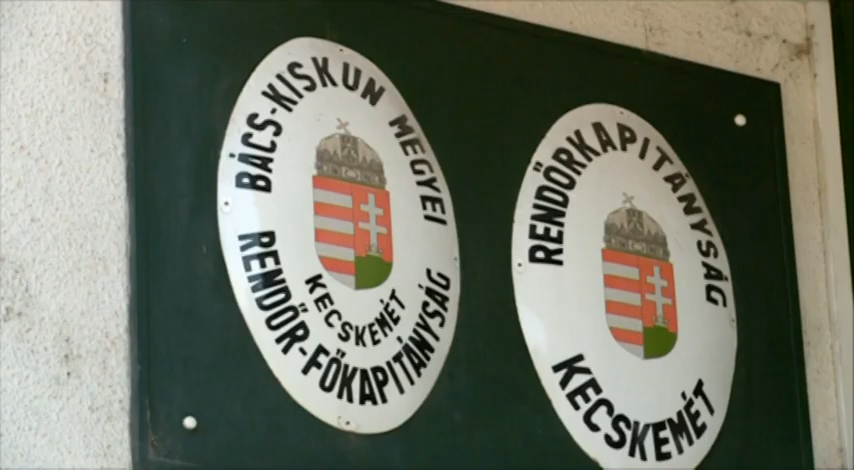 BÁCS-KISKUN MEGYEI
RENDŐR-FŐKAPITÁNYSÁG
KECSKEMÉT
RENDŐRKAPITÁNYSÁG
KECSKEMÉT